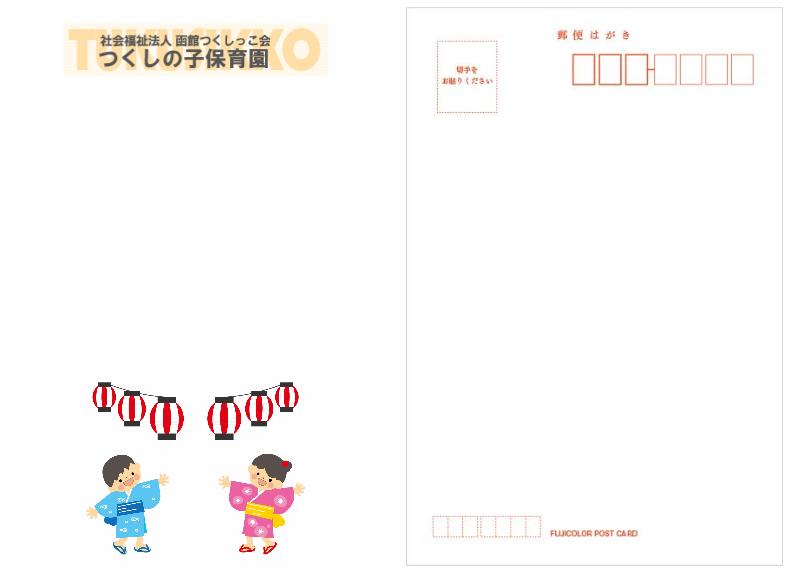 TUKUSIKKO
社会福祉法人 函館つくしっこ会
つくしの子保育園
郵便はがき
切手を
お貼りください
FUJICOLOR POST CARD